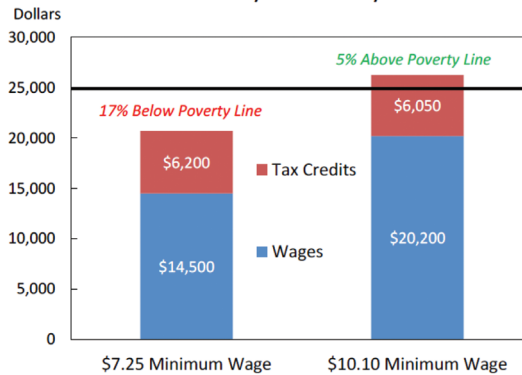 Dollars
30,000
5% Above Poverty Line
25,000
$6,050
17% Below Poverty Line
20,000
$6,200
Tax Credits
15,000
$20,200
10,000
Wages
$14,500
5,000
0
$7.25 Minimum Wage
$10.10 Minimum Wage